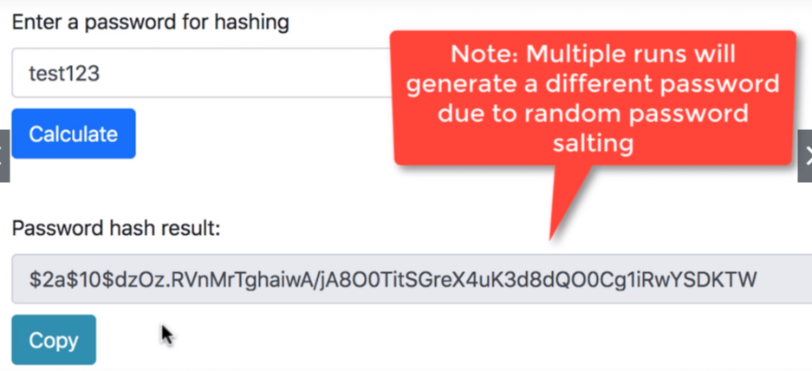 Enter a password for hashing
test123
Calculate
Note: Multiple runs will
generate a different password
due to random password
salting
Password hash result:
$2a$10$dzOz.RVnMrTghaiwA/jA8O0TitSGreX4uK3d8dQO0Cg1iRwYSDKTW
Copy